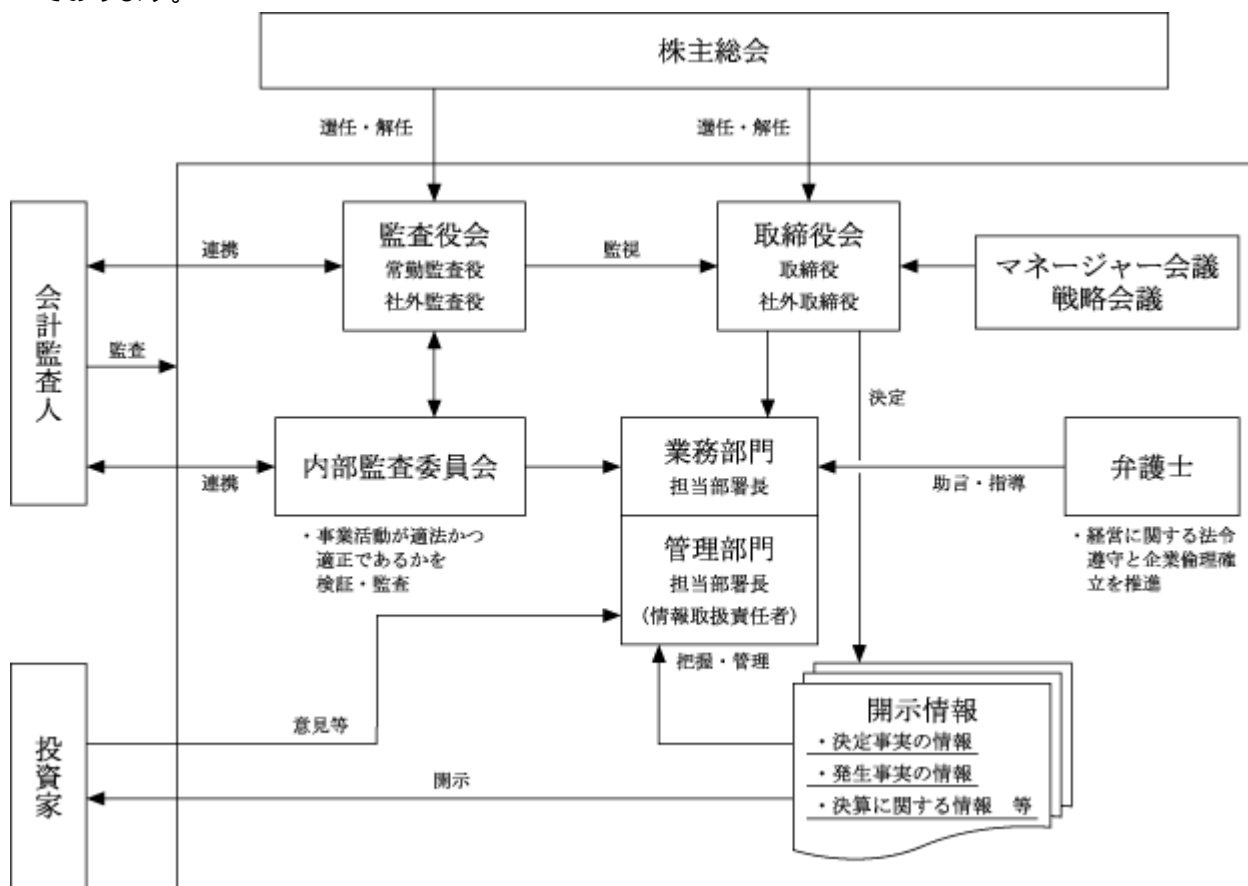 株主総会
選任・解任
選任・解任
会計監査人
連携
監査役会
常勤監査役
社外監査役
監視
取締役会
取締役
社外取締役
マネージャー会議
戦略会議
監査
決定
連携
内部監査委員会
・事業活動が適法かつ
適正であるかを
検証・監査
業務部門
担当部署長
管理部門
担当部署長
(情報取扱責任者)
把握・管理
助言・指導
弁護士
・経営に関する法令
遵守と企業倫理確
立を推進
投資家
意見等
開示
開示情報
・決定事実の情報
・発生事実の情報
・決算に関する情報 等